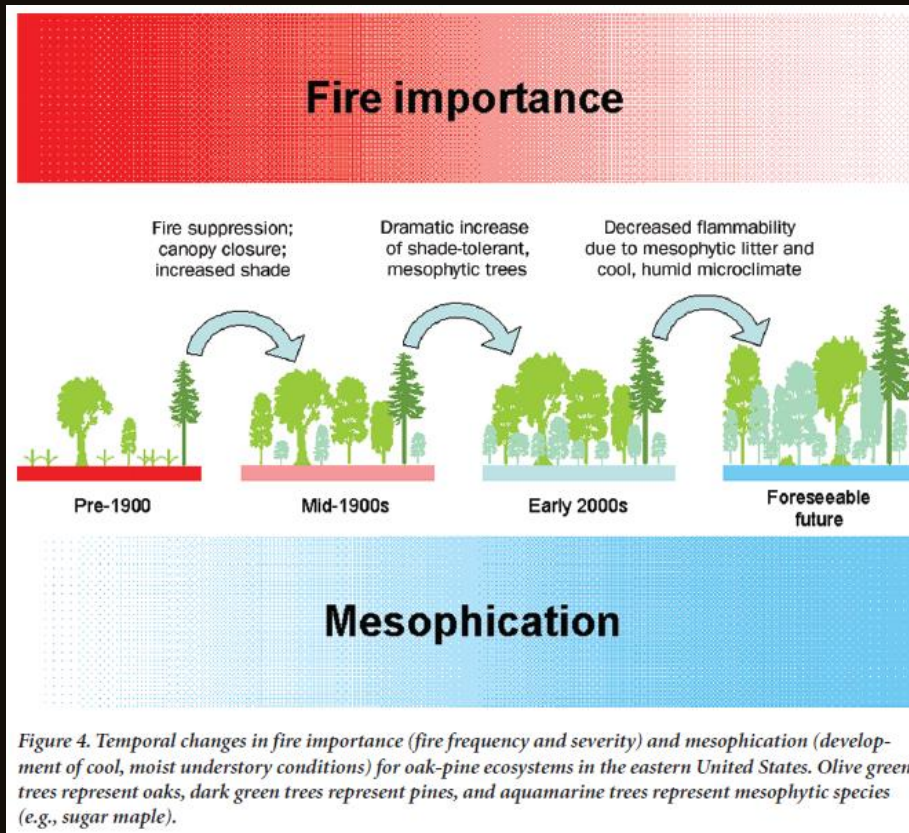 Fire importance
Fire suppression;
canopy closure;
increased shade
Dramatic increase
of shade-tolerant,
mesophytic trees
Decreased flammability
due to mesophytic litter and
cool, humid microclimate
Pre-1900
Mid-1900s
Early 2000s
Foreseeable
future
Mesophication
Figure 4. Temporal changes in fire importance (fire frequency and severity) and mesophication (develop-
ment of cool, moist understory conditions) for oak-pine ecosystems in the eastern United States. Olive green
trees represent oaks, dark green trees represent pines, and aquamarine trees represent mesophytic species
(e.g., sugar maple).